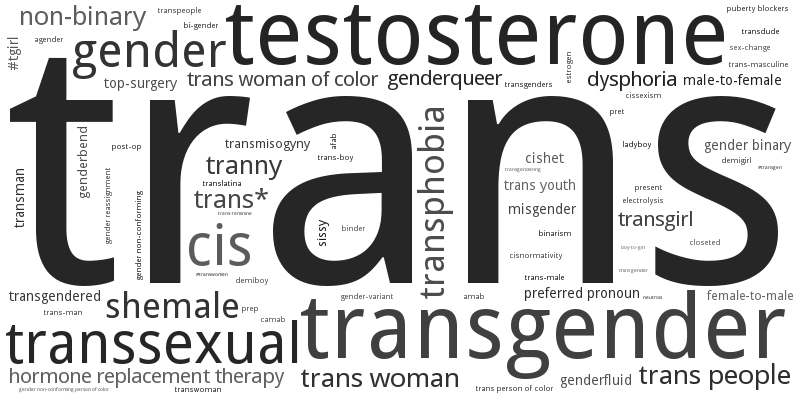 non-binary
transpeople
testosterone
puberty blockers
bi-gender
#tgirl
agender
gender
transdude
sex-change
estrogen
trans-masculine
top-surgery
trans woman of color
genderqueer
transgenders
dysphoria
male-to-female
trans
cissexism
pret
transphobia
genderbend
post-op
transmisogyny
afab
trans-boy
ladyboy
gender binary
demigirl
#transgen
cishet
transgendering
tranny
translatina
trans youth
transman
gender reassignment
gender non-conforming
trans*
trans-feminine
misgender
present
electrolysis
transgirl
sissy
binder
binarism
cis
closeted
boy-to-girl
cisnormativity
#transwomen
demiboy
trans-male
transgender
transgendered
shemale
prep
gender-variant
amab
preferred pronoun
neutrois
female-to-male
trans-man
camab
transsexual
transgender
hormone replacement therapy
trans woman
genderfluid
trans people
gender non-conforming person of color
transwoman
trans person of color